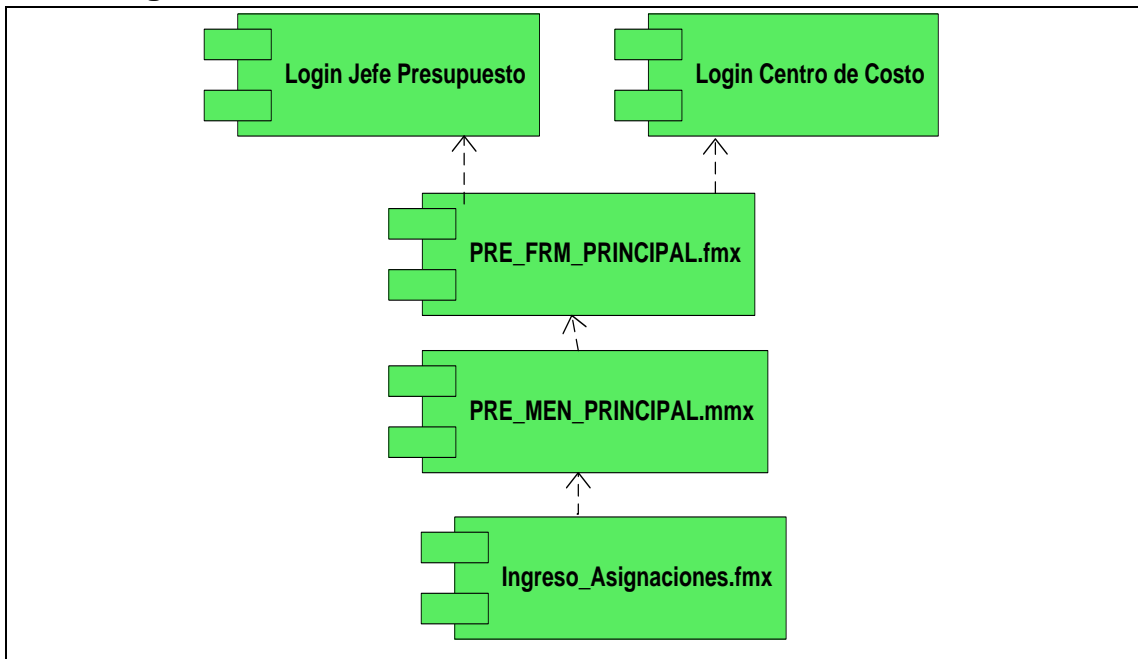 Login Jefe Presupuesto
Login Centro de Costo
PRE_FRM_PRINCIPAL.fmx
PRE_MEN_PRINCIPAL.mmx
Ingreso_Asignaciones.fmx